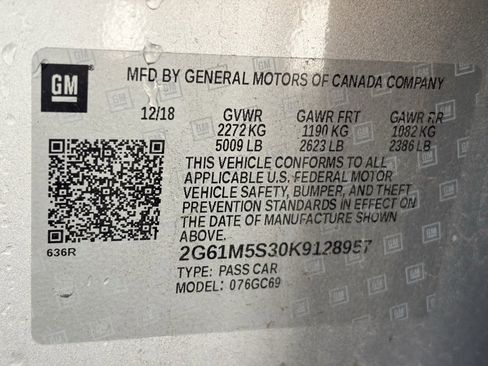 GM
MFD BY GENERAL MOTORS OF CANADA COMPANY
12/18 GVWR GAWR FRT GAWR RR
2272 KG 1190 KG 1082 KG
5009 LB 2623 LB 2386 LB
THIS VEHICLE CONFORMS TO ALL
APPLICABLE U.S. FEDERAL MOTOR
VEHICLE SAFETY, BUMPER, AND THEFT
PREVENTION STANDARDS IN EFFECT ON
THE DATE OF MANUFACTURE SHOWN
ABOVE.
636R
2G61M5S30K9128957
TYPE: PASS CAR
MODEL: 076GC69